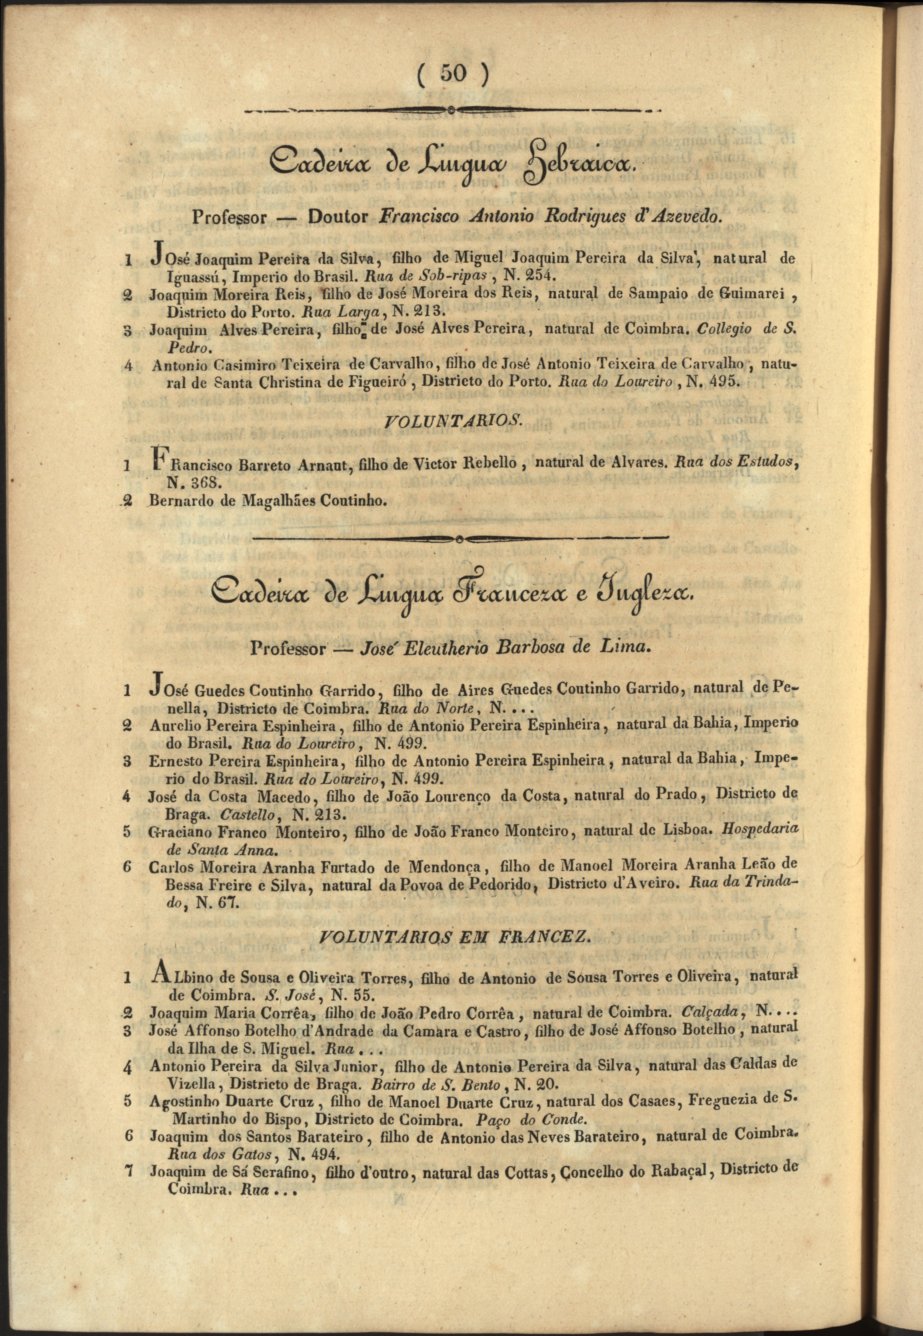 ( 50 )
Cadeira de Lingua Hebraica.
Professor — Doutor Francisco Antonio Rodrigues d'Azevedo.
1 José Joaquim Pereira da Silva, filho de Miguel Joaquim Pereira da Silva, natural de
Iguassú, Imperio do Brasil. Rua de Sob-ripas, N. 254.
2 Joaquim Moreira Reis, filho de José Moreira dos Reis, natural de Sampaio de Guimarei,
Districto do Porto. Rua Larga, N. 213.
3 Joaquim Alves Pereira, filho de José Alves Pereira, natural de Coimbra. Collegio de S.
Pedro.
4 Antonio Casimiro Teixeira de Carvalho, filho de José Antonio Teixeira de Carvalho, natu-
ral de Santa Christina de Figueiró, Districto do Porto. Rua do Loureiro, N. 495.
VOLUNTARIOS.
1 Francisco Barreto Arnaut, filho de Victor Rebello, natural de Alvares. Rua dos Estudos,
N. 368.
2 Bernardo de Magalhães Coutinho.
Cadeira de Lingua Franceza e Ingleza.
Professor — José Eleutherio Barbosa de Lima.
1 José Guedes Coutinho Garrido, filho de Aires Guedes Coutinho Garrido, natural de Pe-
nella, Districto de Coimbra. Rua do Norte, N. ...
2 Aurelio Pereira Espinheira, filho de Antonio Pereira Espinheira, natural da Bahia, Imperio
do Brasil. Rua do Loureiro, N. 499.
3 Ernesto Pereira Espinheira, filho de Antonio Pereira Espinheira, natural da Bahia, Impe-
rio do Brasil. Rua do Loureiro, N. 499.
4 José da Costa Macedo, filho de João Lourenço da Costa, natural do Prado, Districto de
Braga. Castello, N. 213.
5 Graciano Franco Monteiro, filho de João Franco Monteiro, natural de Lisboa. Hospedaria
de Santa Anna.
6 Carlos Moreira Aranha Furtado de Mendonça, filho de Manoel Moreira Aranha Leão de
Bessa Freire e Silva, natural da Povoa de Pedorido, Districto d'Aveiro. Rua da Trinda-
do, N. 67.
VOLUNTARIOS EM FRANCEZ.
1 ALbino de Sousa e Oliveira Torres, filho de Antonio de Sousa Torres e Oliveira, natural
de Coimbra. S. José, N. 55.
2 Joaquim Maria Corrêa, filho de João Pedro Corrêa, natural de Coimbra. Calçada, N. ...
3 José Affonso Botelho d'Andrade da Camara e Castro, filho de José Affonso Botelho, natural
da Ilha de S. Miguel. Rua ...
4 Antonio Pereira da Silva Junior, filho de Antonio Pereira da Silva, natural das Caldas de
Vizella, Districto de Braga. Bairro de S. Bento, N. 20.
5 Agostinho Duarte Cruz, filho de Manoel Duarte Cruz, natural dos Casaes, Freguezia de S.
Martinho do Bispo, Districto de Coimbra. Paço do Conde.
6 Joaquim dos Santos Barateiro, filho de Antonio das Neves Barateiro, natural de Coimbra.
Rua dos Gatos, N. 494.
7 Joaquim de Sá Serafino, filho d'outro, natural das Cottas, Concelho do Rabaçal, Districto de
Coimbra. Rua ...